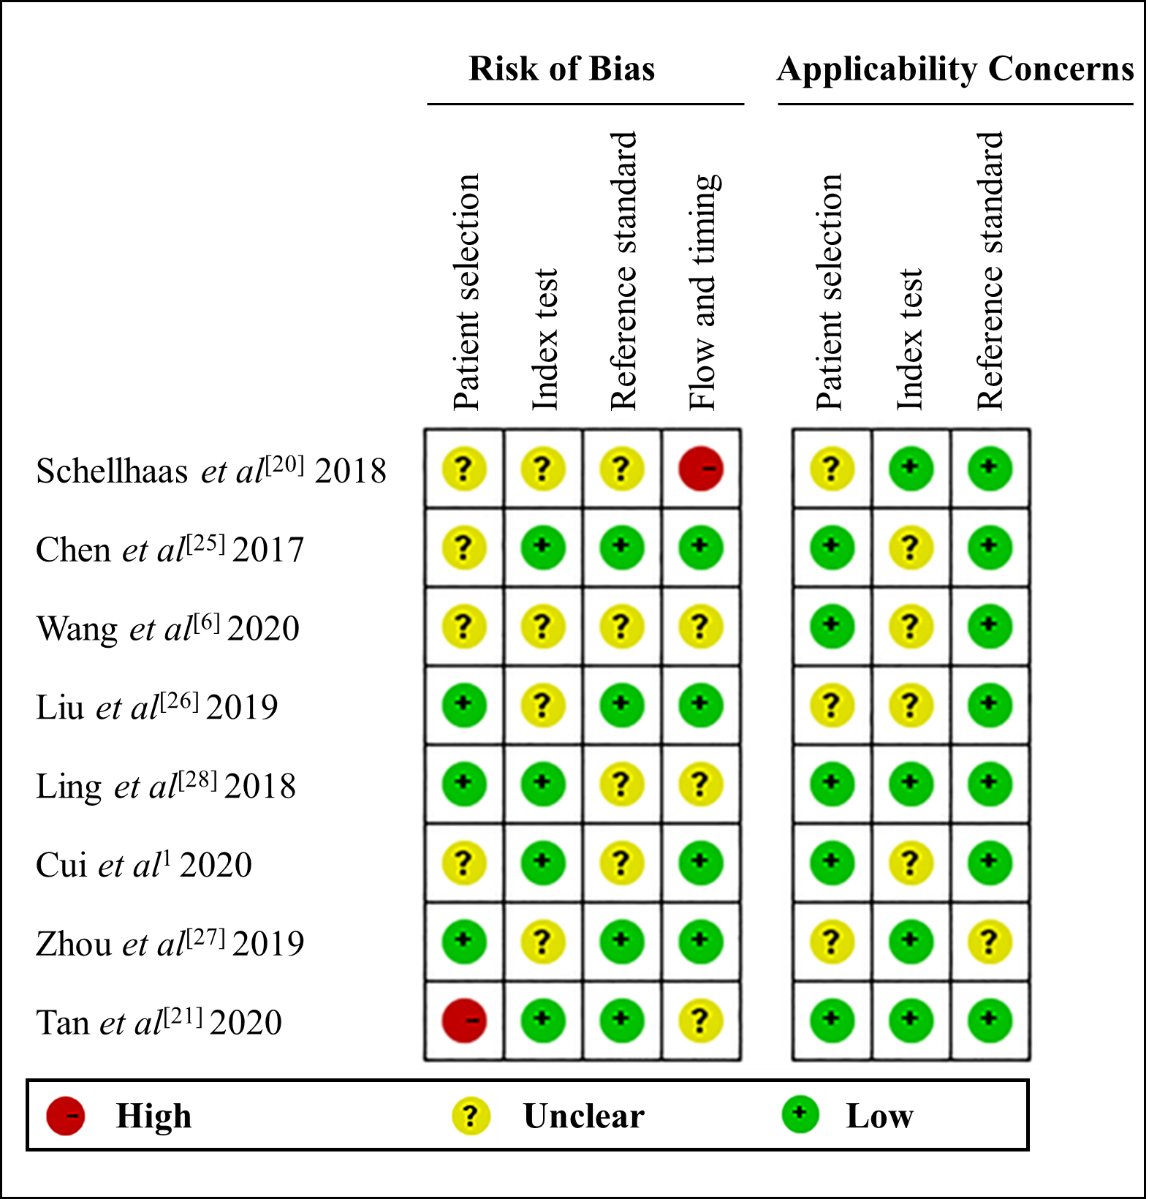 Risk of Bias Applicability Concerns
Patient selection
Index test
Reference standard
Flow and timing
Patient selection
Index test
Reference standard
Schellhaas et al[20] 2018 ? ? ? - ? + +
Chen et al[25] 2017 ? + + + + ? +
Wang et al[6] 2020 ? ? ? ? + ? +
Liu et al[26] 2019 + ? + + ? ? +
Ling et al[28] 2018 + + ? ? + + +
Cui et al1 2020 ? + ? + + ? +
Zhou et al[27] 2019 + ? + + ? + ?
Tan et al[21] 2020 - + + ? + + +
- High ? Unclear + Low